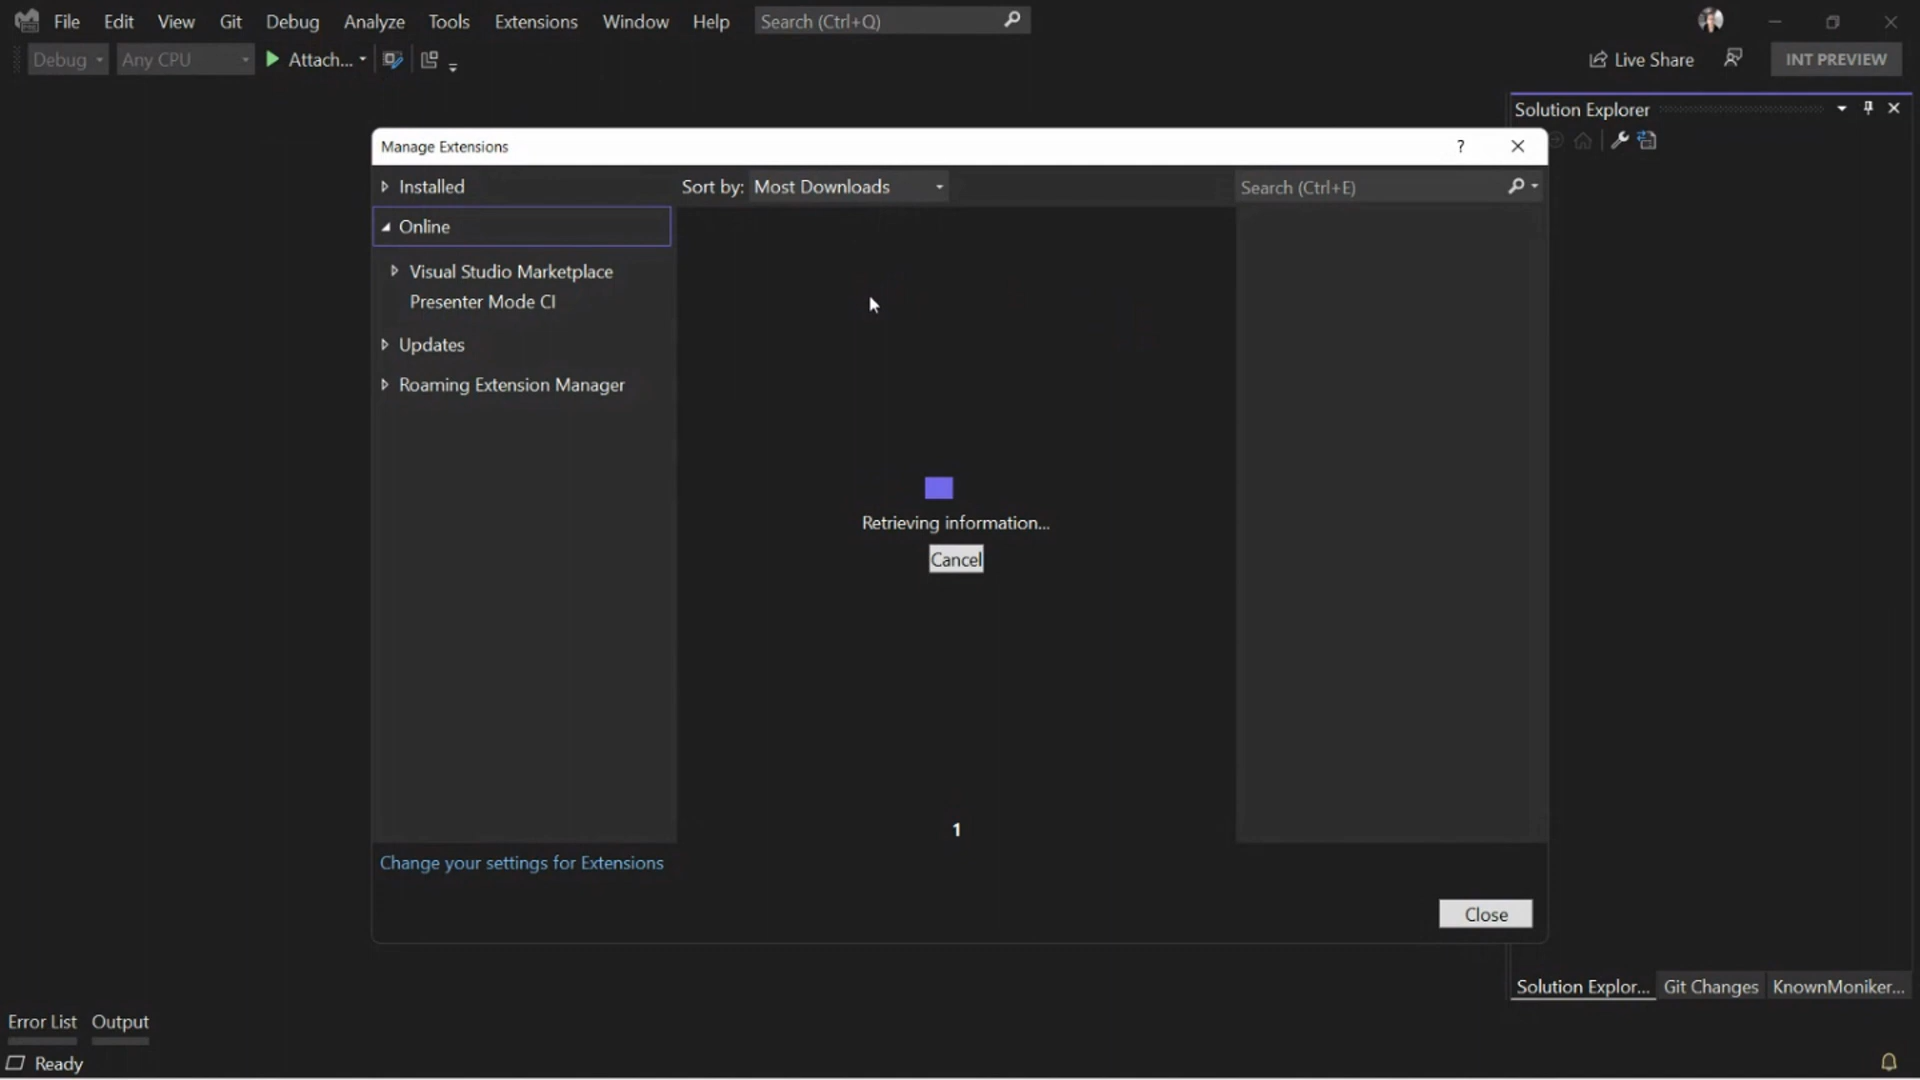 File Edit View Git Debug Analyze Tools Extensions Window Help Search (Ctrl+Q)
Debug Any CPU Attach... Live Share INT PREVIEW
Solution Explorer
Manage Extensions ?
Installed Sort by: Most Downloads Search (Ctrl+E)
Online
Visual Studio Marketplace
Presenter Mode CI
Updates
Roaming Extension Manager
Retrieving information...
Cancel
1
Change your settings for Extensions
Close
Solution Explor... Git Changes KnownMoniker...
Error List Output
Ready